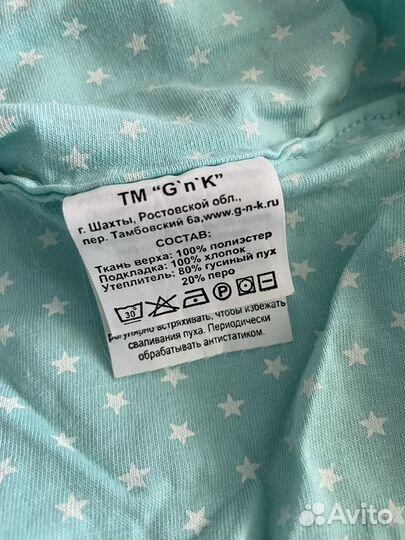 ТМ "G`n`K"
г. Шахты, Ростовской обл.,
пер. Тамбовский 6а,www.g-n-k.ru
СОСТАВ:
Ткань верха: 100% полиэстер
Подкладка: 100% хлопок
Утеплитель: 80% гусиный пух
20% перо
30°
регулярно встряхивать, чтобы избежать
сваливания пуха. Периодически
обрабатывать антистатиком.
Avito